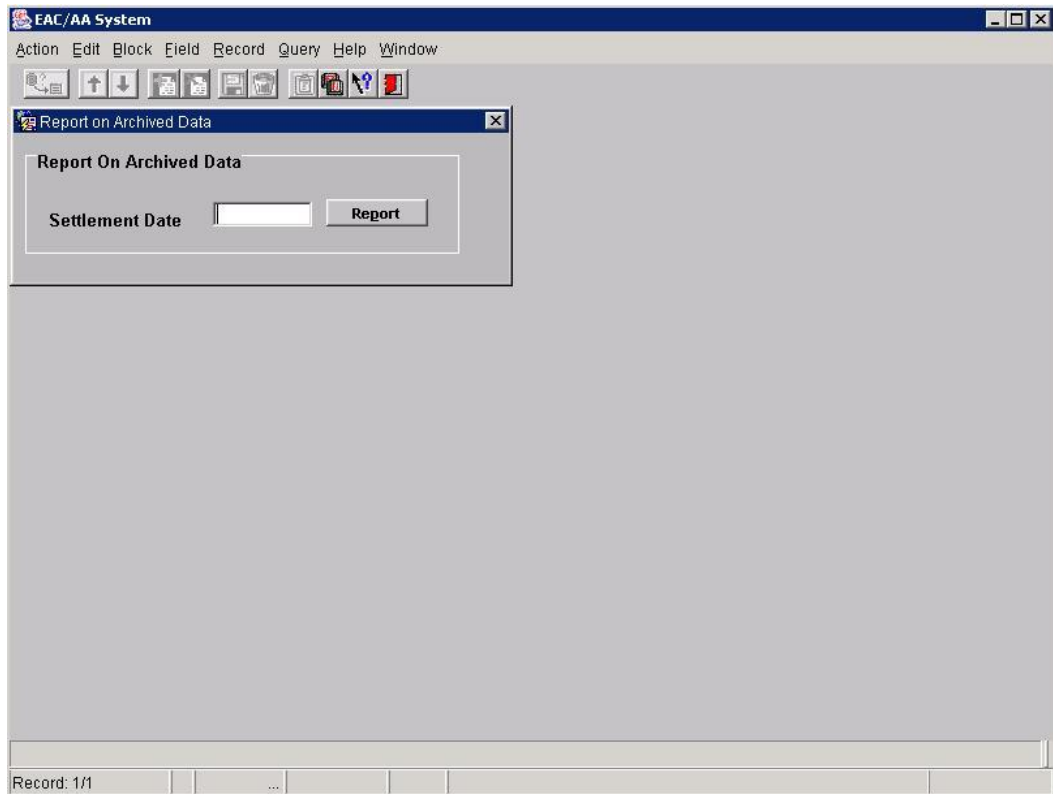 EAC/AA System
Action Edit Block Field Record Query Help Window
Report on Archived Data
Report On Archived Data
Settlement Date Report
Record: 1/1 ...